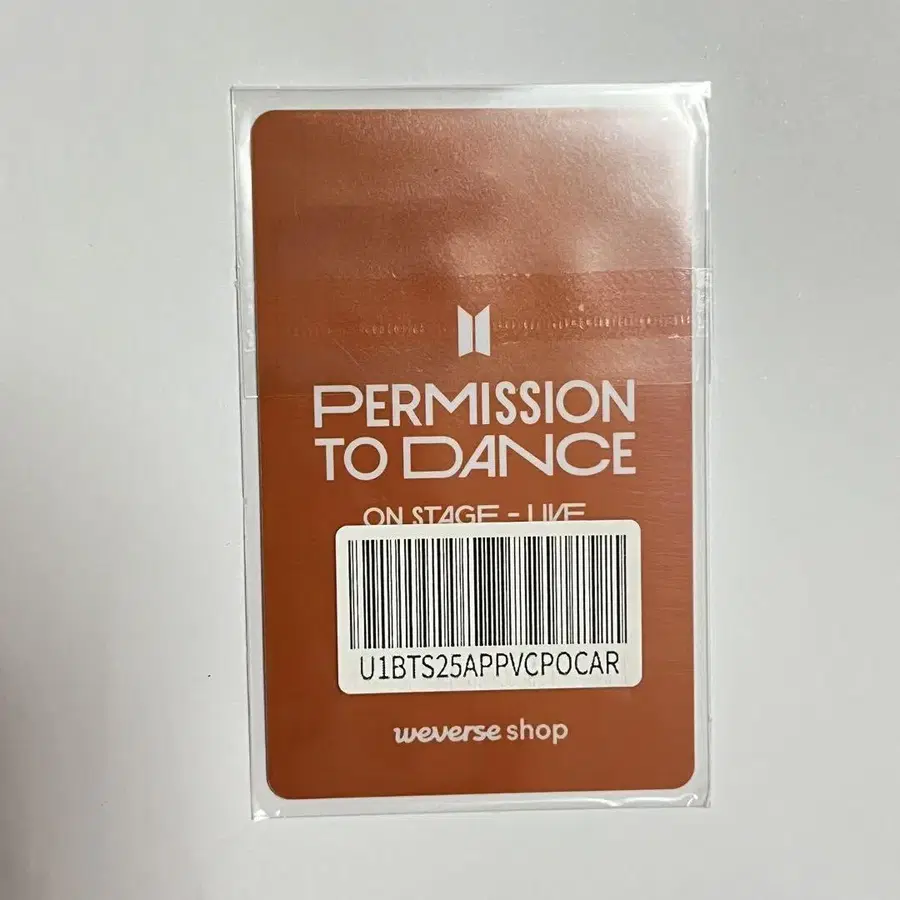 PERMISSION
TO DANCE
ON STAGE - LIVE
U1BTS25APPVCPOCAR
weverse shop